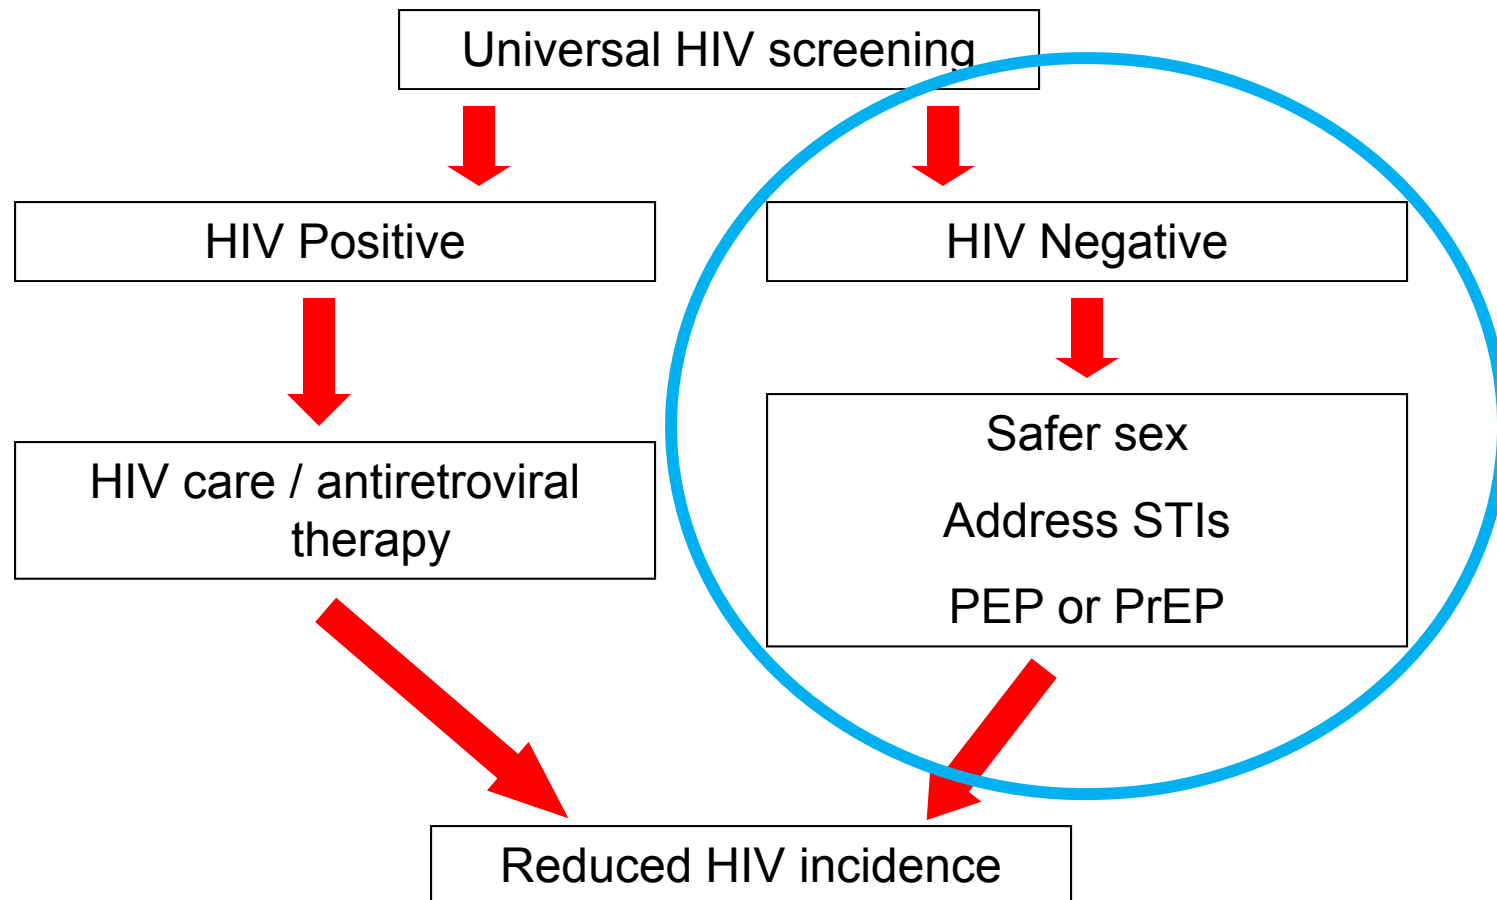 Universal HIV screening
HIV Positive
HIV Negative
HIV care / antiretroviral
therapy
Safer sex
Address STIs
PEP or PrEP
Reduced HIV incidence